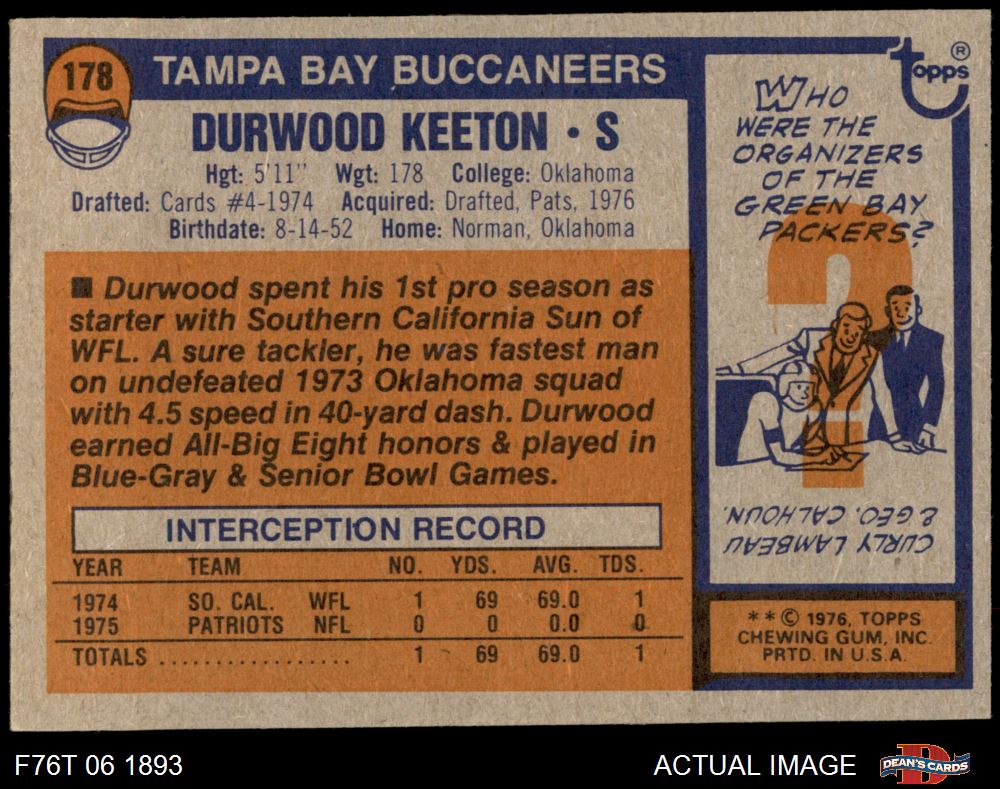 178
TAMPA BAY BUCCANEERS
DURWOOD KEETON • S
Hgt: 5'11" Wgt: 178 College: Oklahoma
Drafted: Cards #4-1974 Acquired: Drafted, Pats, 1976
Birthdate: 8-14-52 Home: Norman, Oklahoma
■ Durwood spent his 1st pro season as
starter with Southern California Sun of
WFL. A sure tackler, he was fastest man
on undefeated 1973 Oklahoma squad
with 4.5 speed in 40-yard dash. Durwood
earned All-Big Eight honors & played in
Blue-Gray & Senior Bowl Games.
INTERCEPTION RECORD
YEAR TEAM NO. YDS. AVG. TDS.
1974 SO. CAL. WFL 1 69 69.0 1
1975 PATRIOTS NFL 0 0 0.0 0
TOTALS .................. 1 69 69.0 1
Topps ®
WHO
WERE THE
ORGANIZERS
OF THE
GREEN BAY
PACKERS?
?
CURLY LAMBEAU
& GEO. CALHOUN.
* * © 1976, TOPPS
CHEWING GUM, INC.
PRTD. IN U.S.A.
F76T 06 1893
ACTUAL IMAGE
D
DEAN'S CARDS